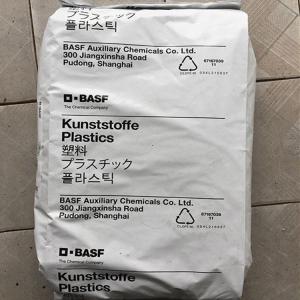 プラスチック
플라스틱
BASF Auxiliary Chemicals Co. Ltd.
300 Jiangxinsha Road
Pudong, Shanghai
BASF
The Chemical Company
Kunststoffe
Plastics
塑料
プラスチック
플라스틱
BASF Auxiliary Chemicals Co. Ltd.
300 Jiangxinsha Road
Pudong, Shanghai
BASF
The Chemical Company
Kunststoffe
Plastics
塑料